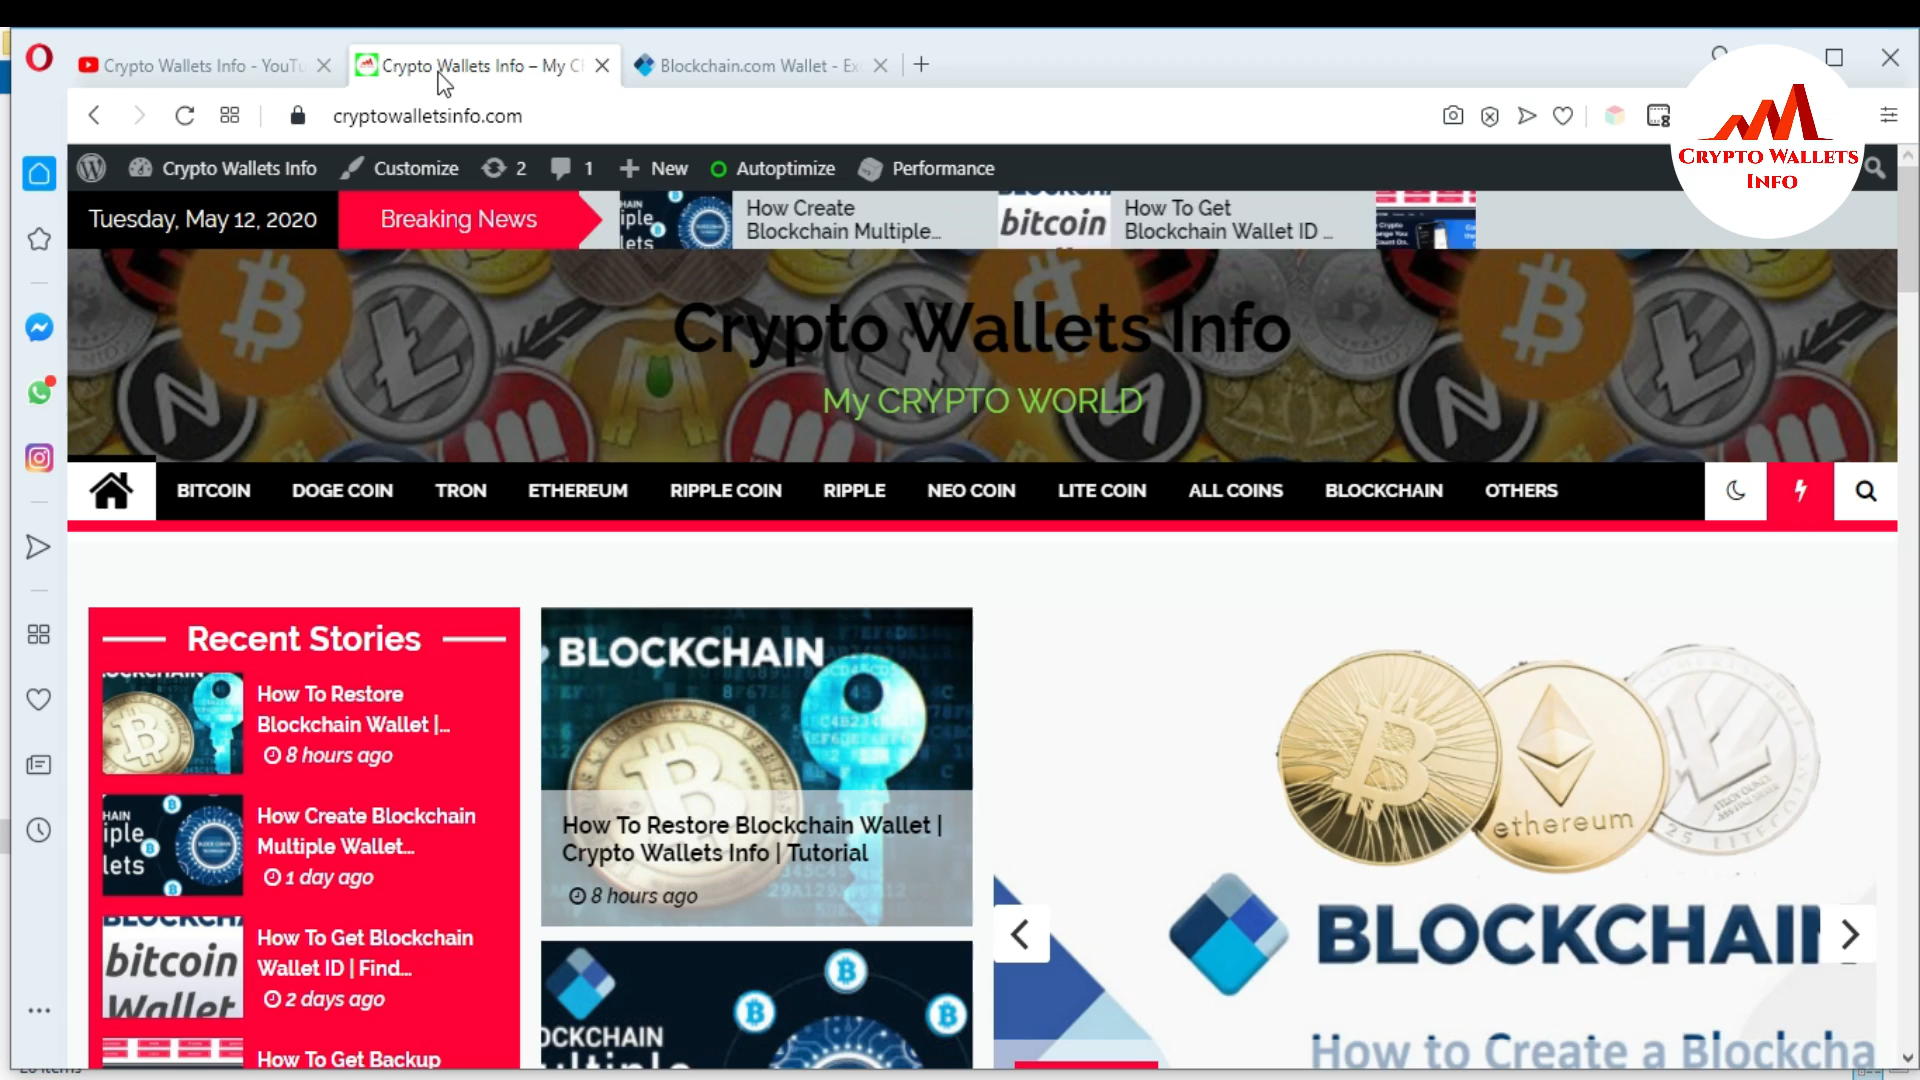 Crypto Wallets Info - YouTu
Crypto Wallets Info – My C
Blockchain.com Wallet - Ex
cryptowalletsinfo.com
CRYPTO WALLETS
INFO
Crypto Wallets Info
Customize
2
1
New
Autoptimize
Performance
Tuesday, May 12, 2020
Breaking News
How Create
Blockchain Multiple...
bitcoin
How To Get
Blockchain Wallet ID ...
Crypto Wallets Info
My CRYPTO WORLD
BITCOIN
DOGE COIN
TRON
ETHEREUM
RIPPLE COIN
RIPPLE
NEO COIN
LITE COIN
ALL COINS
BLOCKCHAIN
OTHERS
Recent Stories
How To Restore
Blockchain Wallet |...
8 hours ago
How Create Blockchain
Multiple Wallet...
1 day ago
bitcoin
Wallet
How To Get Blockchain
Wallet ID | Find...
2 days ago
How To Get Backup
BLOCKCHAIN
How To Restore Blockchain Wallet |
Crypto Wallets Info | Tutorial
8 hours ago
OCKCHAIN
ethereum
BLOCKCHAIN
How to Create a Blockcha